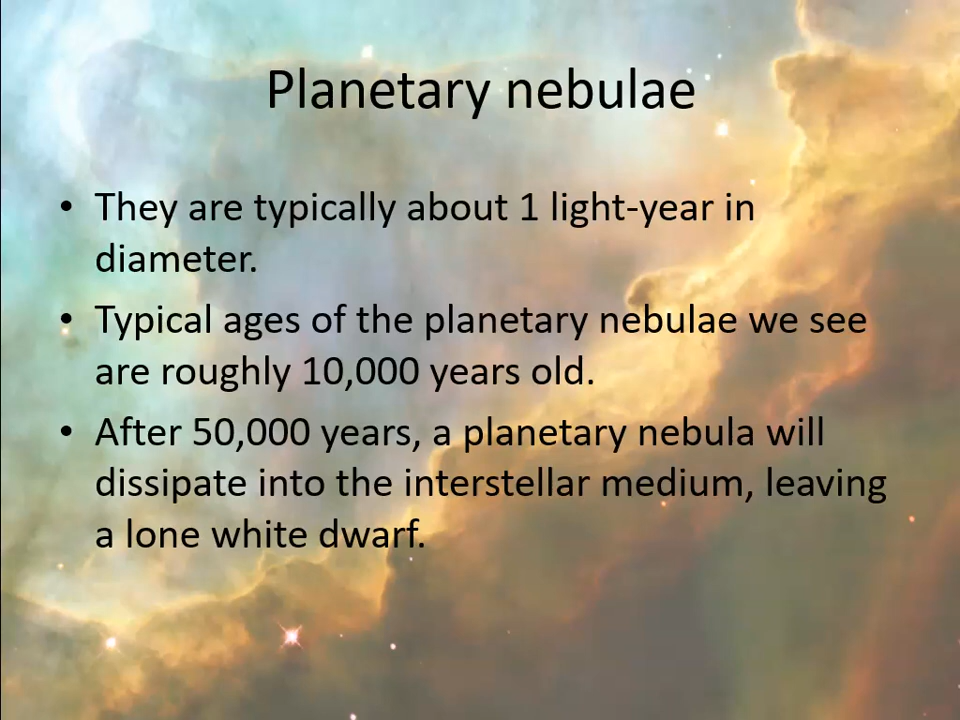 Planetary nebulae
• They are typically about 1 light-year in
diameter.
• Typical ages of the planetary nebulae we see
are roughly 10,000 years old.
• After 50,000 years, a planetary nebula will
dissipate into the interstellar medium, leaving
a lone white dwarf.